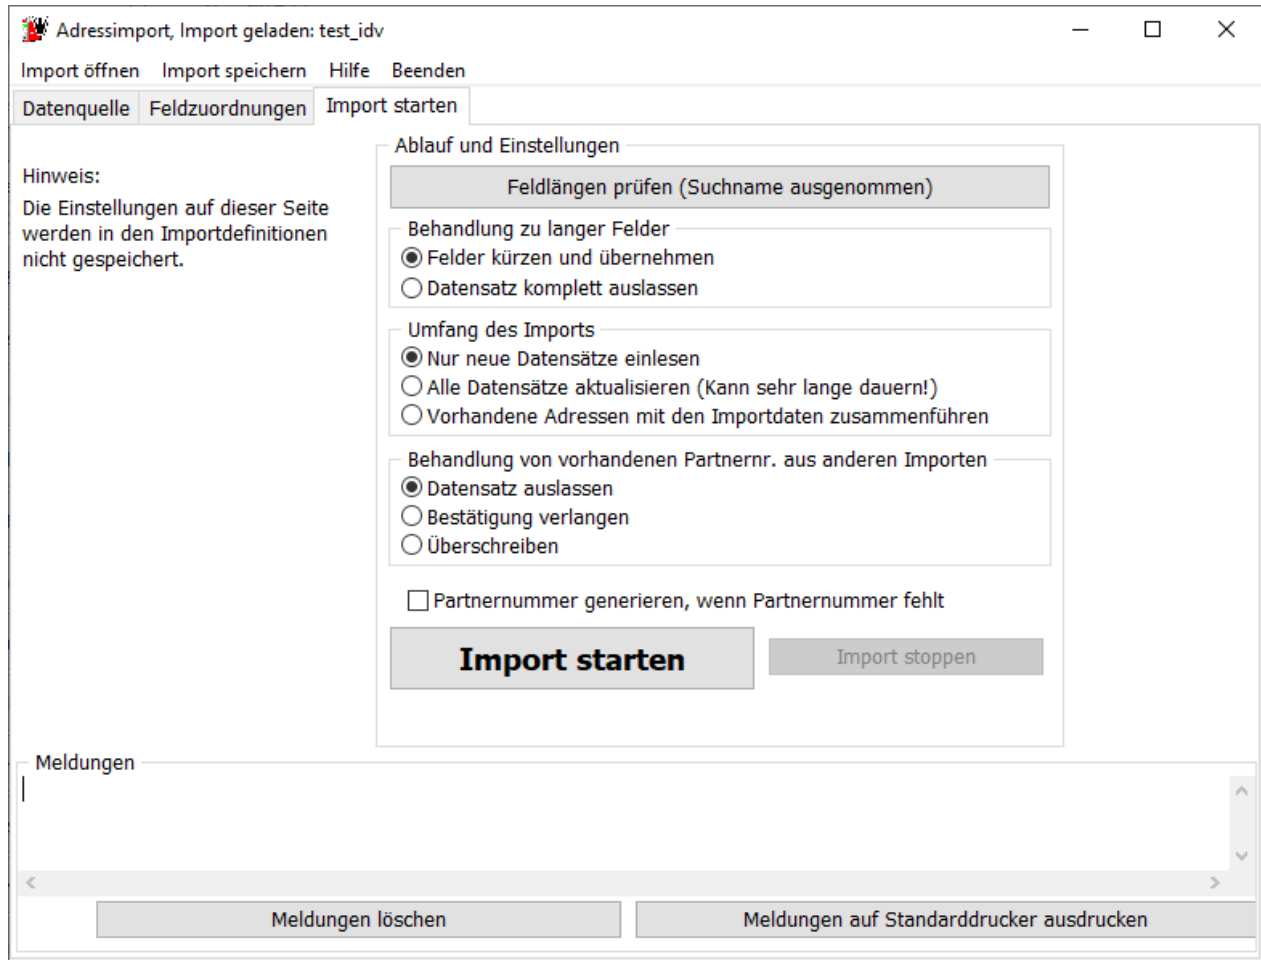 Adressimport, Import geladen: test_idv
Import öffnen Import speichern Hilfe Beenden
Datenquelle Feldzuordnungen Import starten
Hinweis:
Die Einstellungen auf dieser Seite
werden in den Importdefinitionen
nicht gespeichert.
Ablauf und Einstellungen
Feldlängen prüfen (Suchname ausgenommen)
Behandlung zu langer Felder
Felder kürzen und übernehmen
Datensatz komplett auslassen
Umfang des Imports
Nur neue Datensätze einlesen
Alle Datensätze aktualisieren (Kann sehr lange dauern!)
Vorhandene Adressen mit den Importdaten zusammenführen
Behandlung von vorhandenen Partnernr. aus anderen Importen
Datensatz auslassen
Bestätigung verlangen
Überschreiben
Partnernummer generieren, wenn Partnernummer fehlt
Import starten Import stoppen
Meldungen
Meldungen löschen Meldungen auf Standarddrucker ausdrucken